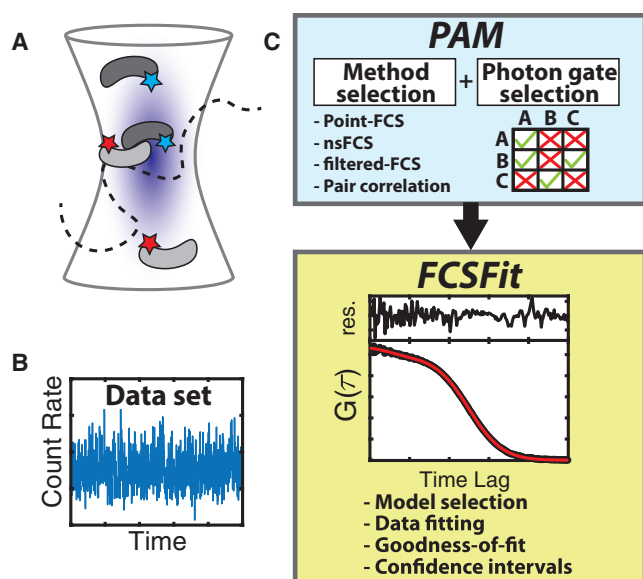 A
B
Data set
Count Rate
Time
C
PAM
Method selection
+
Photon gate selection
- Point-FCS
- nsFCS
- filtered-FCS
- Pair correlation
A B C
A
B
C
FCSFit
res.
G(τ)
Time Lag
- Model selection
- Data fitting
- Goodness-of-fit
- Confidence intervals